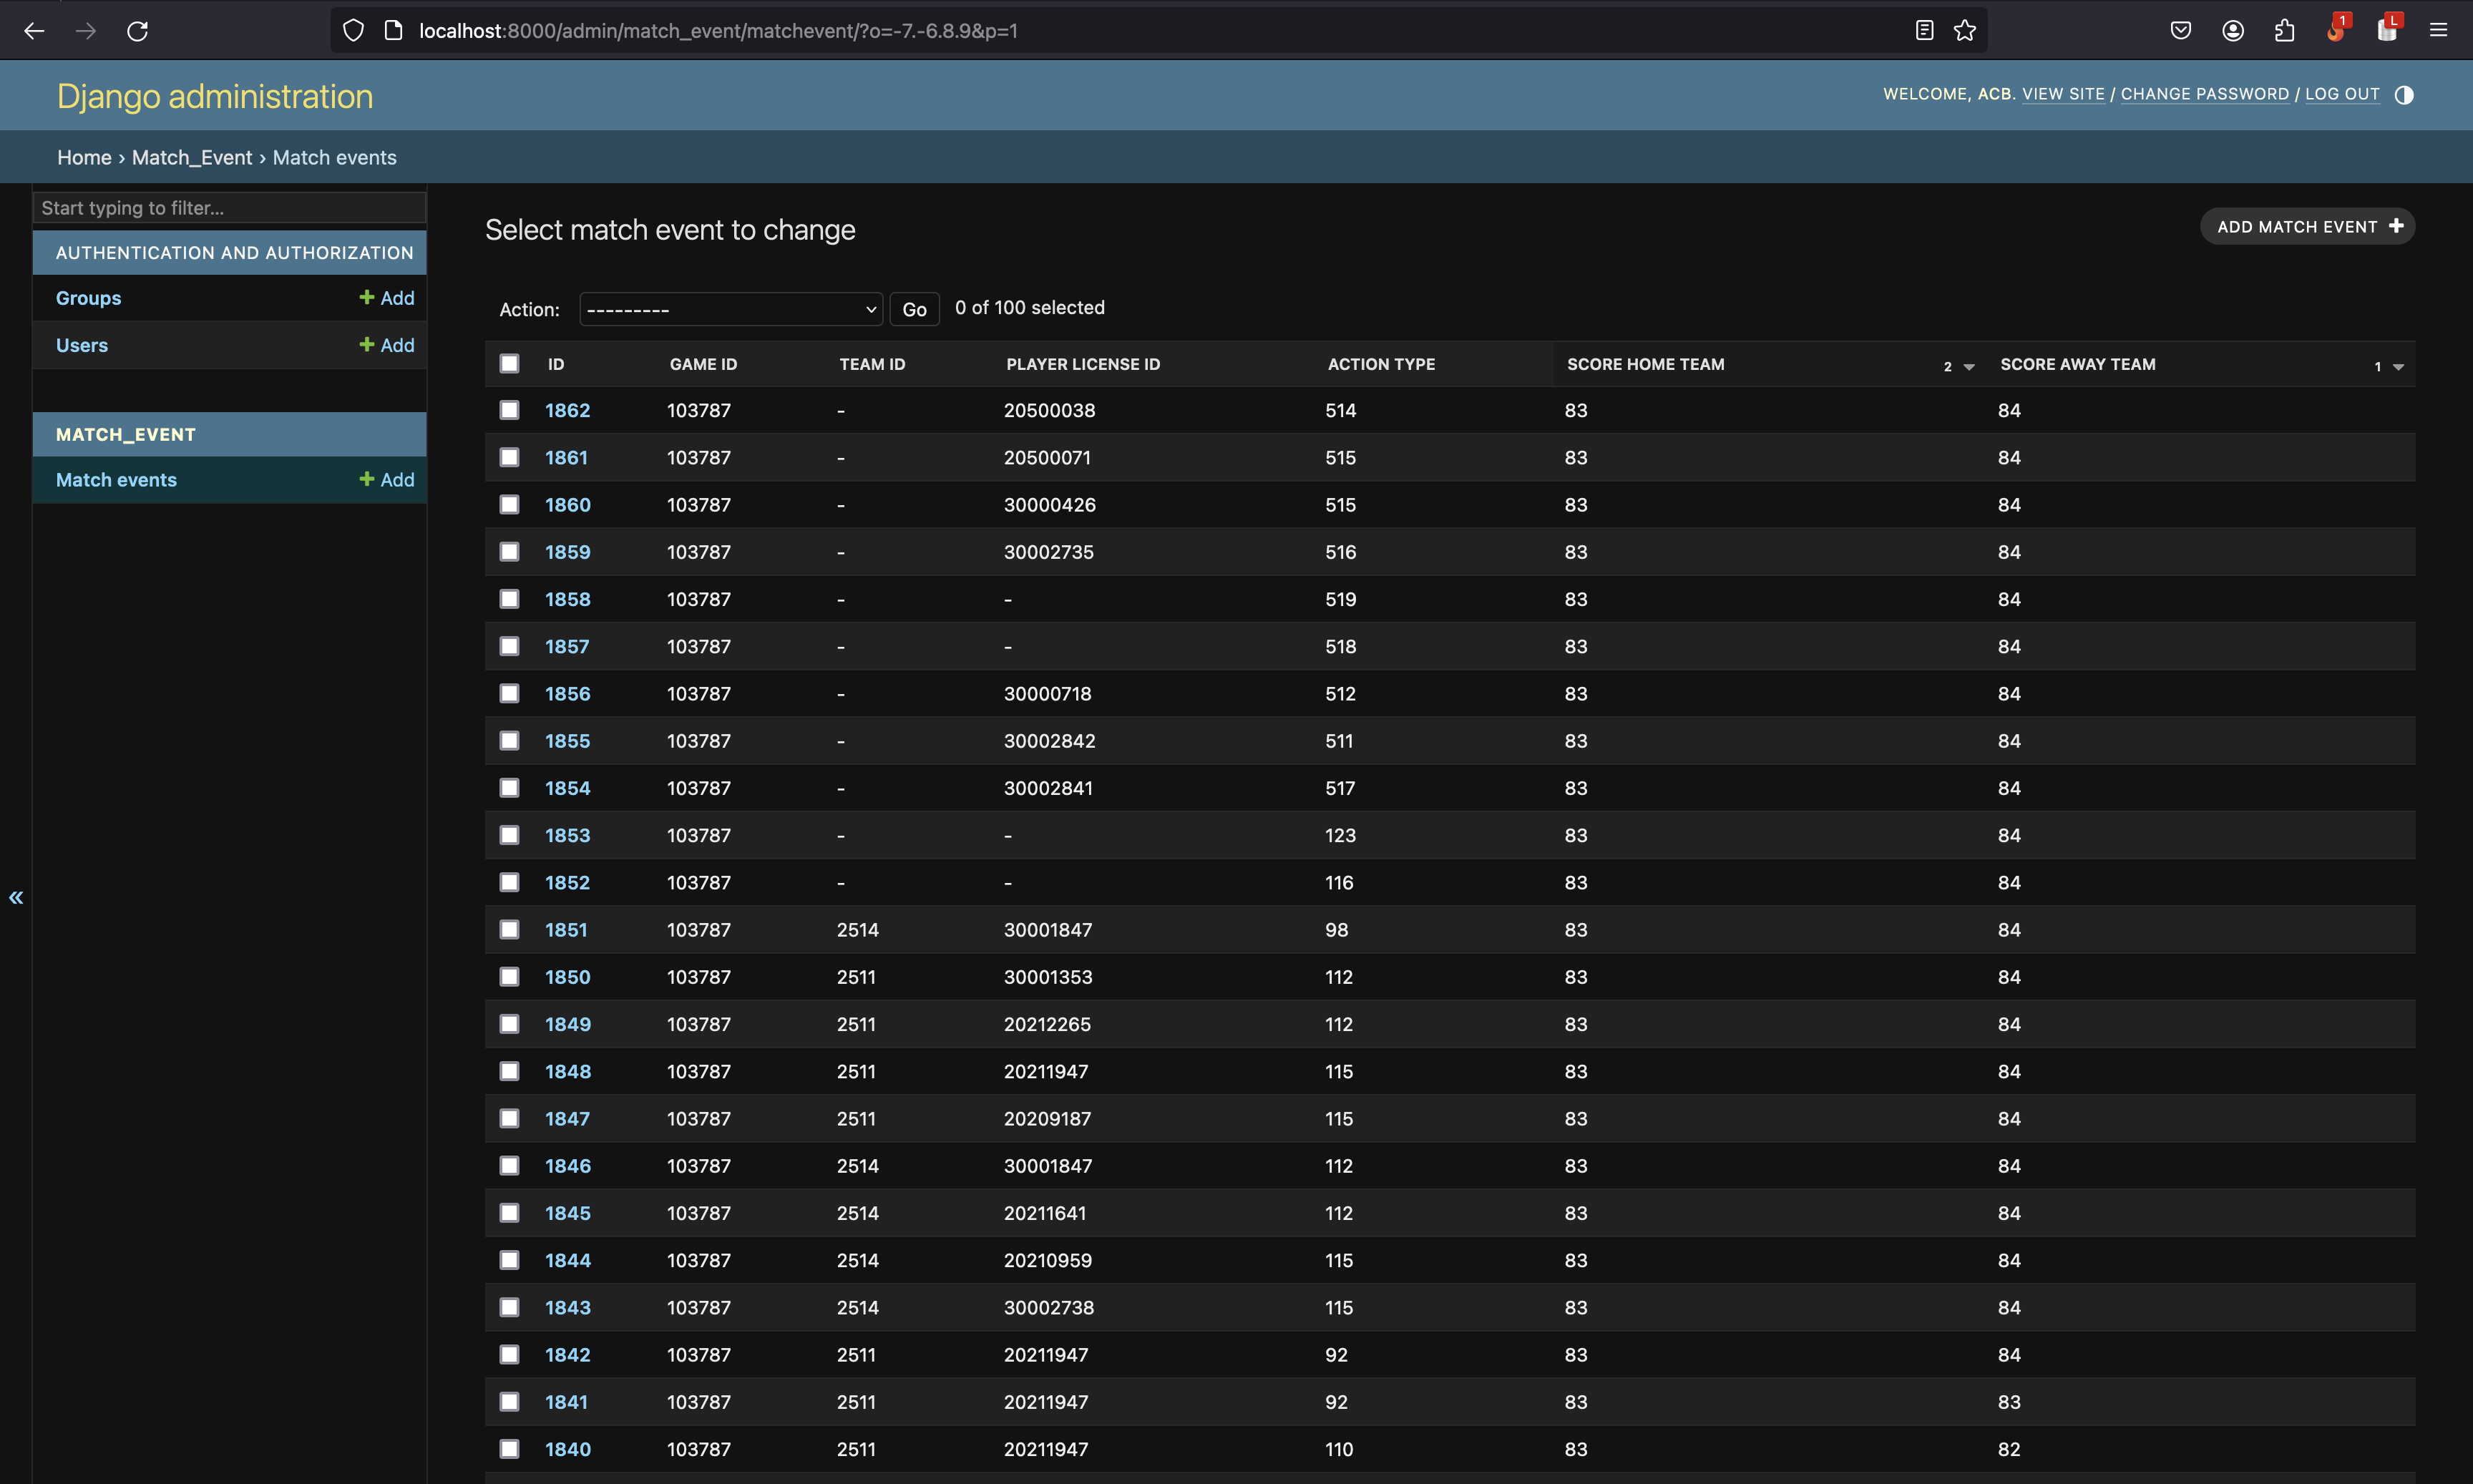 localhost:8000/admin/match_event/matchevent/?o=-7.-6.8.9&p=1
1
L
Django administration
WELCOME, ACB. VIEW SITE / CHANGE PASSWORD / LOG OUT
Home › Match_Event › Match events
Start typing to filter...
AUTHENTICATION AND AUTHORIZATION
Groups + Add
Users + Add
MATCH_EVENT
Match events + Add
«
Select match event to change
ADD MATCH EVENT +
Action: --------- Go 0 of 100 selected
ID GAME ID TEAM ID PLAYER LICENSE ID ACTION TYPE SCORE HOME TEAM 2 SCORE AWAY TEAM 1
1862 103787 - 20500038 514 83 84
1861 103787 - 20500071 515 83 84
1860 103787 - 30000426 515 83 84
1859 103787 - 30002735 516 83 84
1858 103787 - - 519 83 84
1857 103787 - - 518 83 84
1856 103787 - 30000718 512 83 84
1855 103787 - 30002842 511 83 84
1854 103787 - 30002841 517 83 84
1853 103787 - - 123 83 84
1852 103787 - - 116 83 84
1851 103787 2514 30001847 98 83 84
1850 103787 2511 30001353 112 83 84
1849 103787 2511 20212265 112 83 84
1848 103787 2511 20211947 115 83 84
1847 103787 2511 20209187 115 83 84
1846 103787 2514 30001847 112 83 84
1845 103787 2514 20211641 112 83 84
1844 103787 2514 20210959 115 83 84
1843 103787 2514 30002738 115 83 84
1842 103787 2511 20211947 92 83 84
1841 103787 2511 20211947 92 83 83
1840 103787 2511 20211947 110 83 82